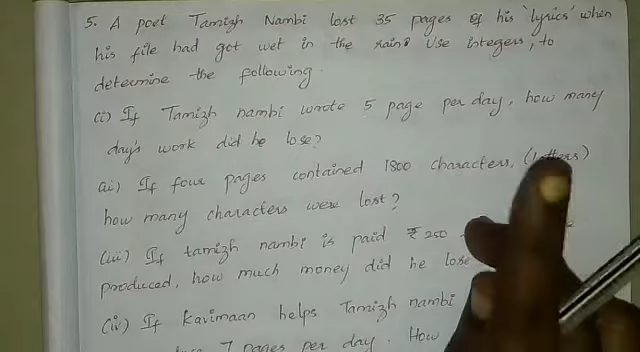 5. A poet Tamizh Nambi lost 35 pages of his 'lyrics' when
his file had got wet in the rain? Use integers, to
determine the following.
(i) If Tamizh nambi wrote 5 page per day, how many
day's work did he lose?
(ii) If four pages contained 1800 characters, (letters)
how many characters were lost?
(iii) If tamizh nambi is paid ₹250
produced, how much money did he lose
(iv) If Kavimaan helps Tamizh nambi
7 pages per day. How